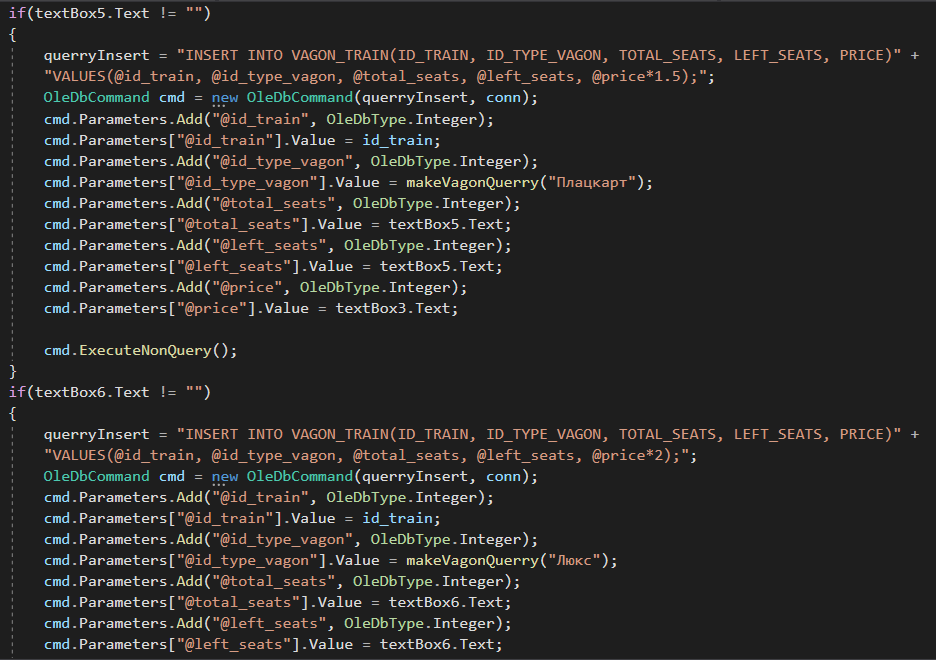 if(textBox5.Text != "")
{
querryInsert = "INSERT INTO VAGON_TRAIN(ID_TRAIN, ID_TYPE_VAGON, TOTAL_SEATS, LEFT_SEATS, PRICE)" +
"VALUES(@id_train, @id_type_vagon, @total_seats, @left_seats, @price*1.5);";
OleDbCommand cmd = new OleDbCommand(querryInsert, conn);
cmd.Parameters.Add("@id_train", OleDbType.Integer);
cmd.Parameters["@id_train"].Value = id_train;
cmd.Parameters.Add("@id_type_vagon", OleDbType.Integer);
cmd.Parameters["@id_type_vagon"].Value = makeVagonQuerry("Плацкарт");
cmd.Parameters.Add("@total_seats", OleDbType.Integer);
cmd.Parameters["@total_seats"].Value = textBox5.Text;
cmd.Parameters.Add("@left_seats", OleDbType.Integer);
cmd.Parameters["@left_seats"].Value = textBox5.Text;
cmd.Parameters.Add("@price", OleDbType.Integer);
cmd.Parameters["@price"].Value = textBox3.Text;
cmd.ExecuteNonQuery();
}
if(textBox6.Text != "")
{
querryInsert = "INSERT INTO VAGON_TRAIN(ID_TRAIN, ID_TYPE_VAGON, TOTAL_SEATS, LEFT_SEATS, PRICE)" +
"VALUES(@id_train, @id_type_vagon, @total_seats, @left_seats, @price*2);";
OleDbCommand cmd = new OleDbCommand(querryInsert, conn);
cmd.Parameters.Add("@id_train", OleDbType.Integer);
cmd.Parameters["@id_train"].Value = id_train;
cmd.Parameters.Add("@id_type_vagon", OleDbType.Integer);
cmd.Parameters["@id_type_vagon"].Value = makeVagonQuerry("Люкс");
cmd.Parameters.Add("@total_seats", OleDbType.Integer);
cmd.Parameters["@total_seats"].Value = textBox6.Text;
cmd.Parameters.Add("@left_seats", OleDbType.Integer);
cmd.Parameters["@left_seats"].Value = textBox6.Text;